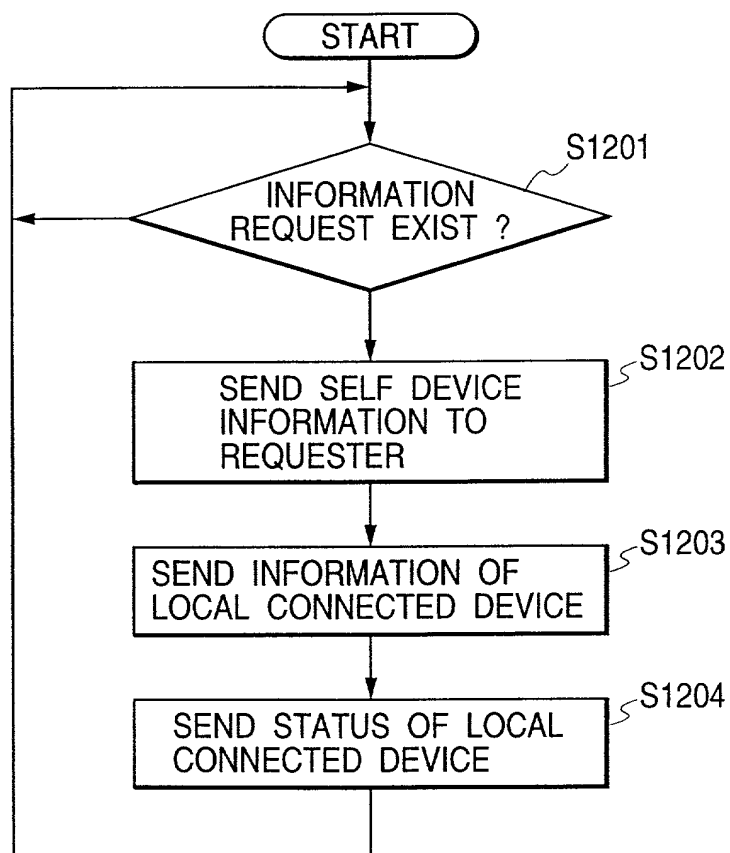 START
S1201
INFORMATION
REQUEST EXIST ?
S1202
SEND SELF DEVICE
INFORMATION TO
REQUESTER
S1203
SEND INFORMATION OF
LOCAL CONNECTED DEVICE
S1204
SEND STATUS OF LOCAL
CONNECTED DEVICE